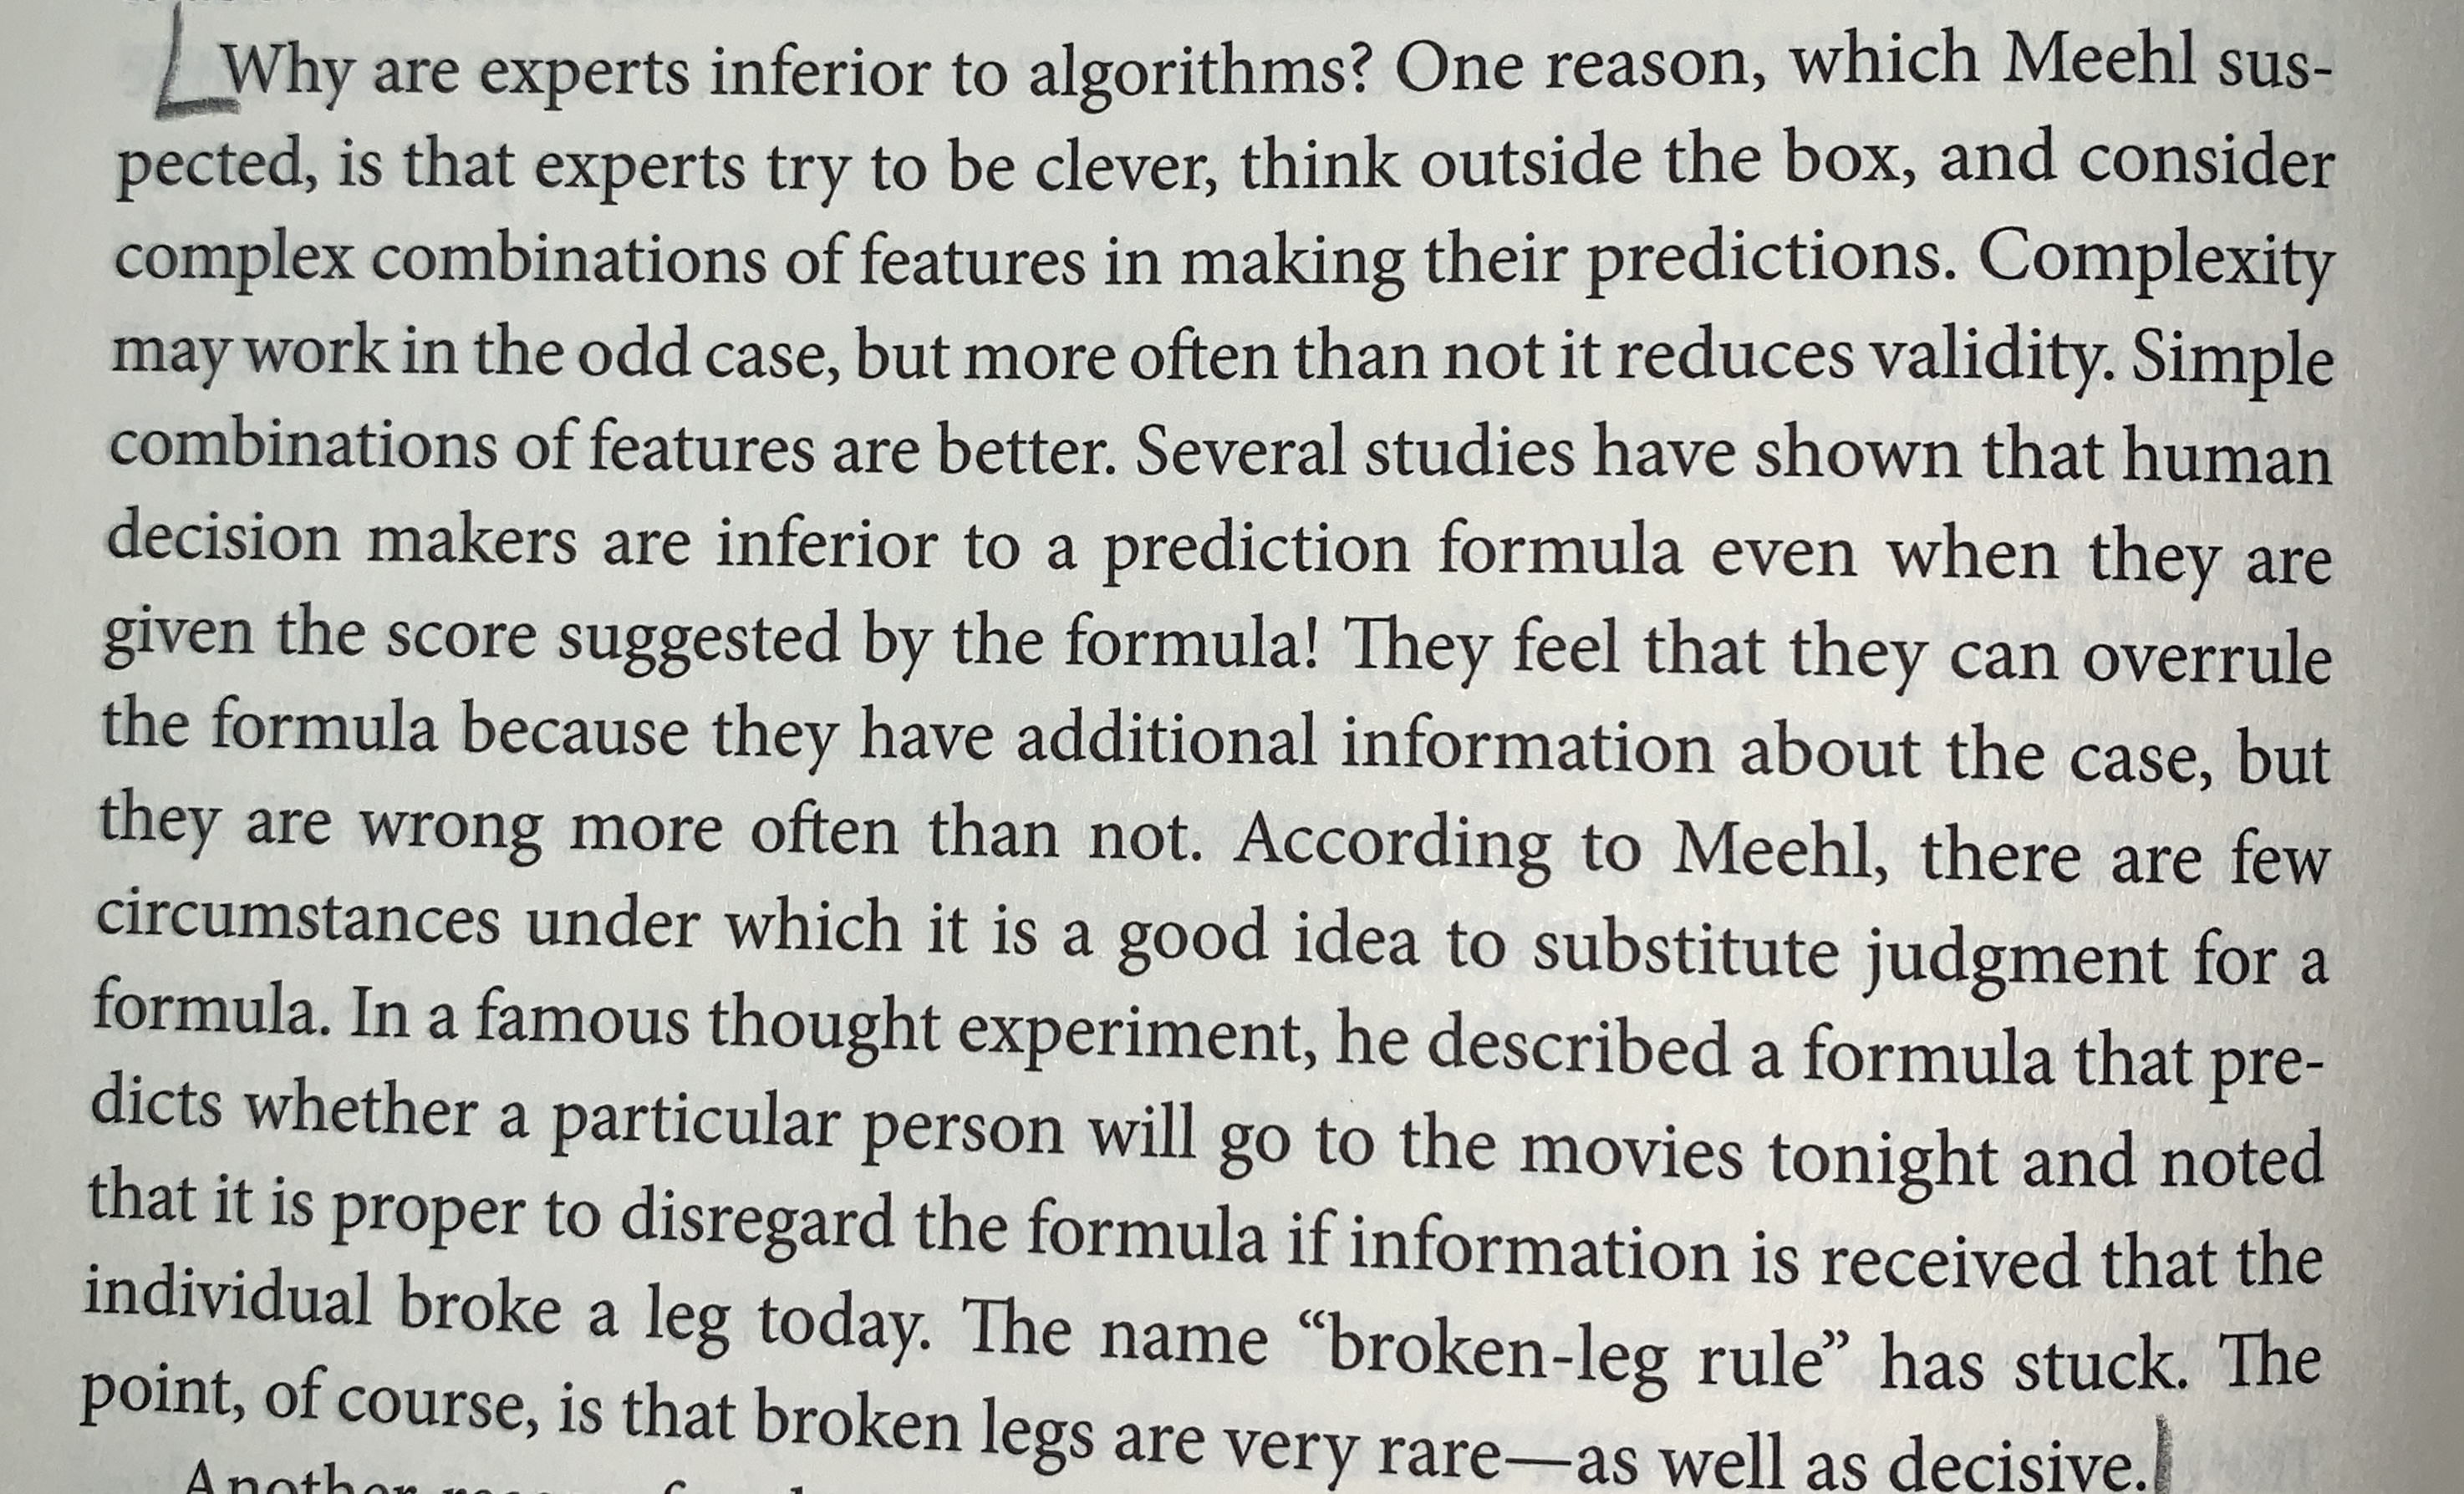 Why are experts inferior to algorithms? One reason, which Meehl sus-
pected, is that experts try to be clever, think outside the box, and consider
complex combinations of features in making their predictions. Complexity
may work in the odd case, but more often than not it reduces validity. Simple
combinations of features are better. Several studies have shown that human
decision makers are inferior to a prediction formula even when they are
given the score suggested by the formula! They feel that they can overrule
the formula because they have additional information about the case, but
they are wrong more often than not. According to Meehl, there are few
circumstances under which it is a good idea to substitute judgment for a
formula. In a famous thought experiment, he described a formula that pre-
dicts whether a particular person will go to the movies tonight and noted
that it is proper to disregard the formula if information is received that the
individual broke a leg today. The name “broken-leg rule” has stuck. The
point, of course, is that broken legs are very rare—as well as decisive.
Another